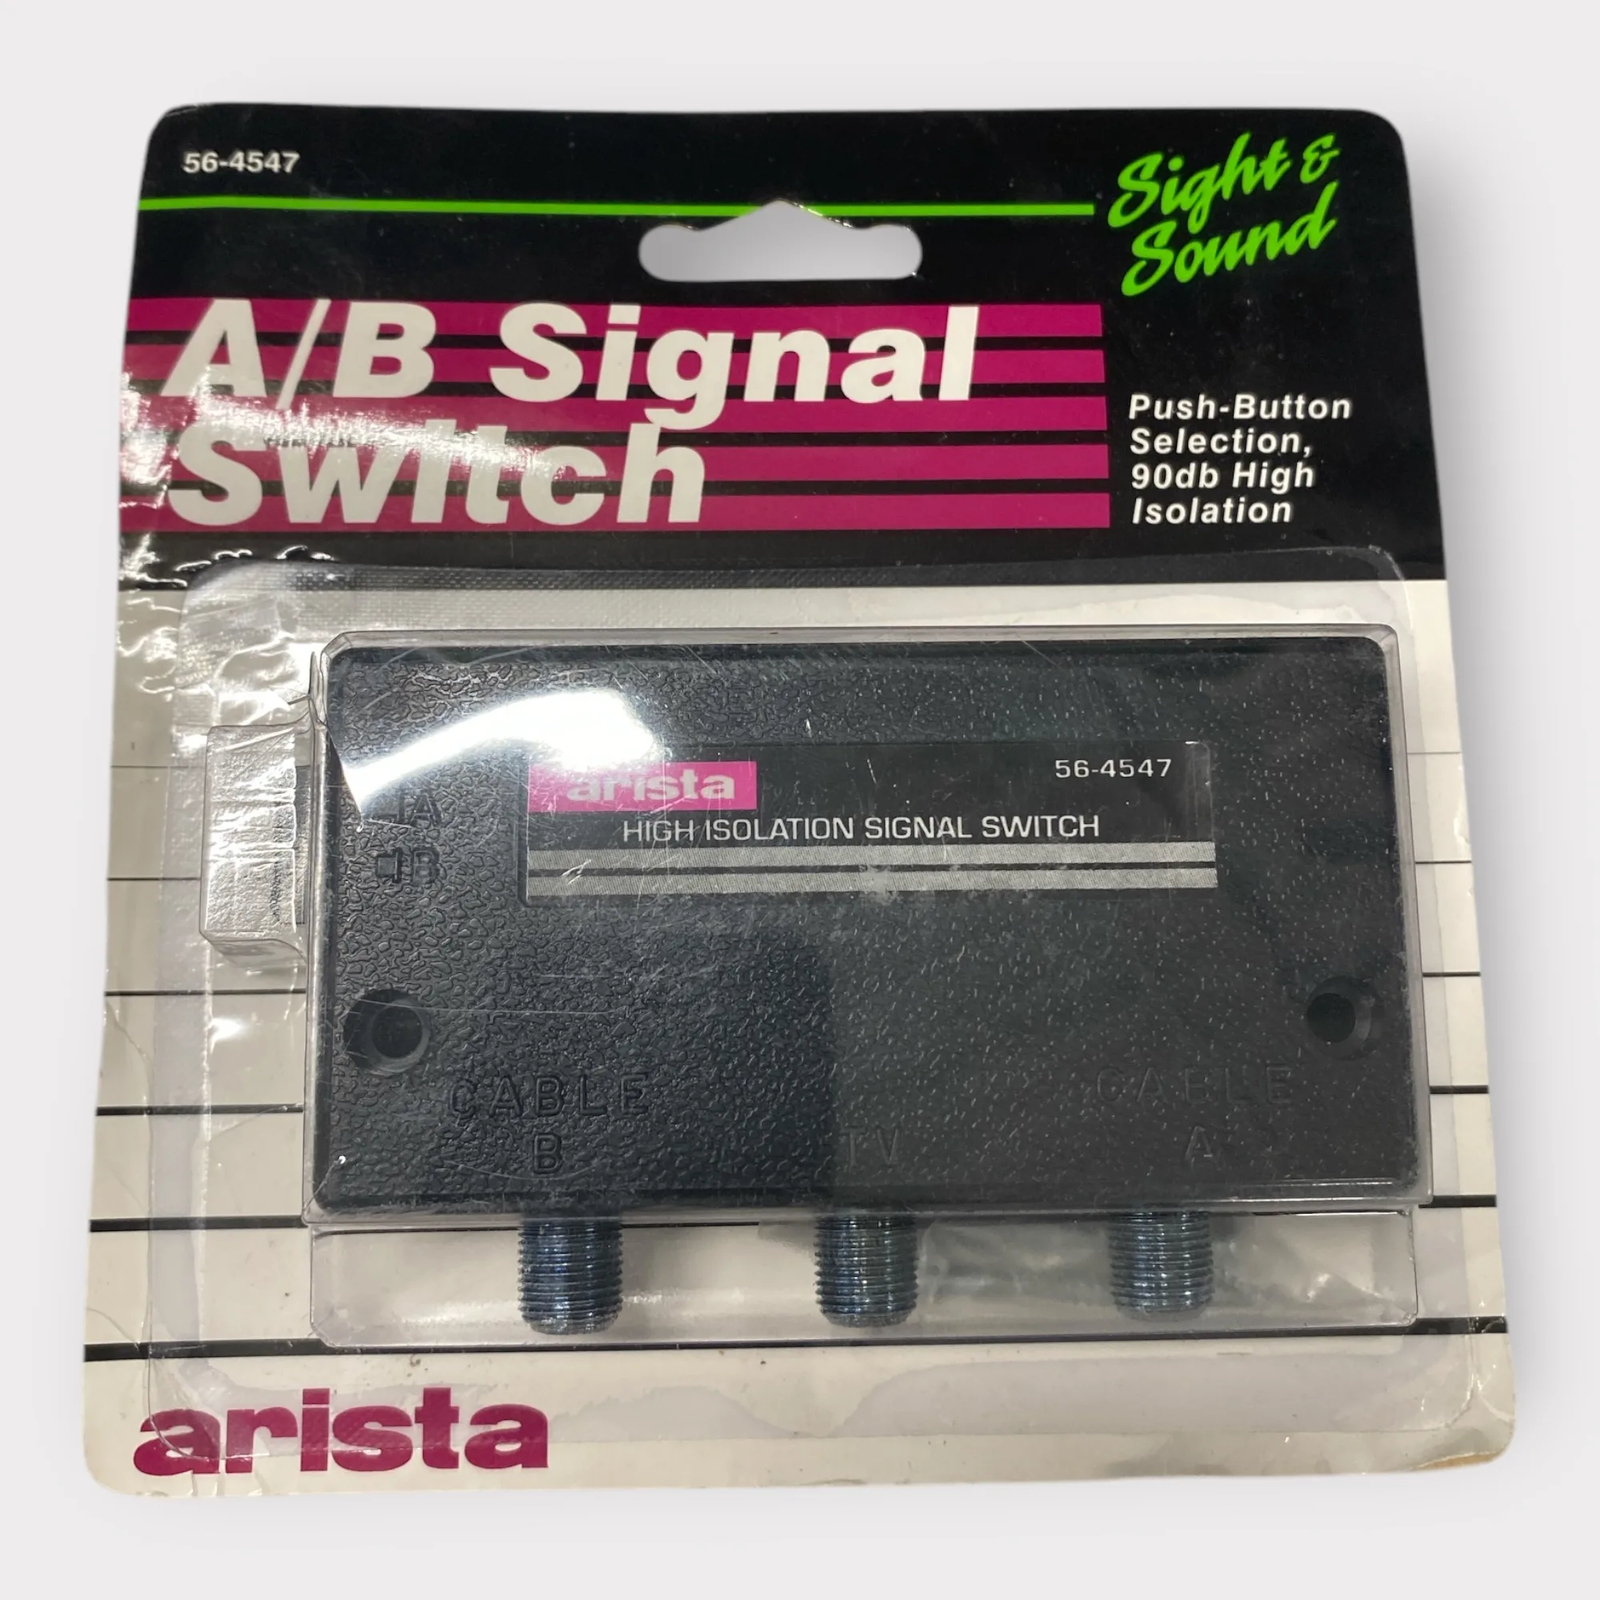 56-4547
Sight &
Sound
A/B Signal
Switch
Push-Button
Selection,
90db High
Isolation
arista
56-4547
HIGH ISOLATION SIGNAL SWITCH
A
B
CABLE
B
TV
CABLE
A
arista